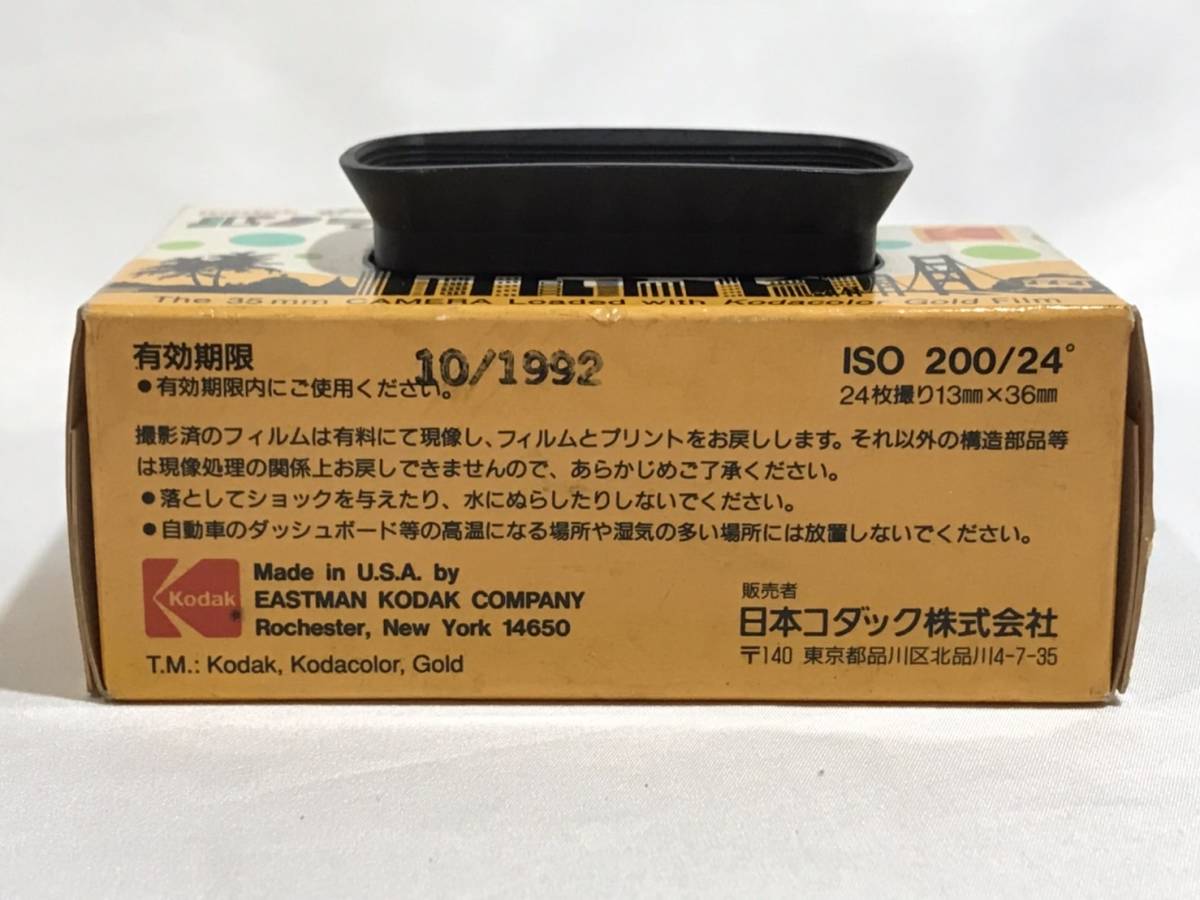 The 35mm CAMERA Loaded with Kodacolor Gold Film
有効期限 10/1992
●有効期限内にご使用ください。
ISO 200/24°
24枚撮り13㎜×36㎜
撮影済のフィルムは有料にて現像し、フィルムとプリントをお戻しします。それ以外の構造部品等
は現像処理の関係上お戻しできませんので、あらかじめご了承ください。
●落としてショックを与えたり、水にぬらしたりしないでください。
●自動車のダッシュボード等の高温になる場所や湿気の多い場所には放置しないでください。
Kodak
Made in U.S.A. by
EASTMAN KODAK COMPANY
Rochester, New York 14650
T.M.: Kodak, Kodacolor, Gold
販売者
日本コダック株式会社
〒140 東京都品川区北品川4-7-35